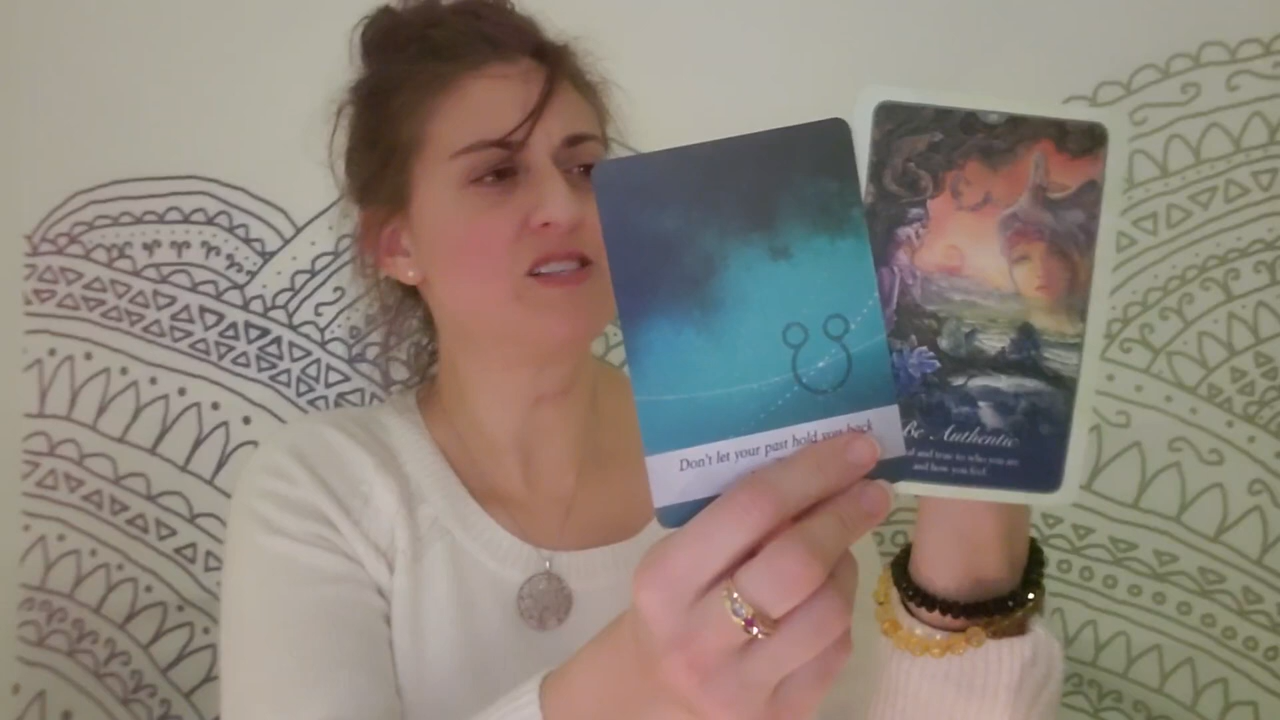 Don't let your past hold you back
Be Authentic
and true to who you are
and how you feel.